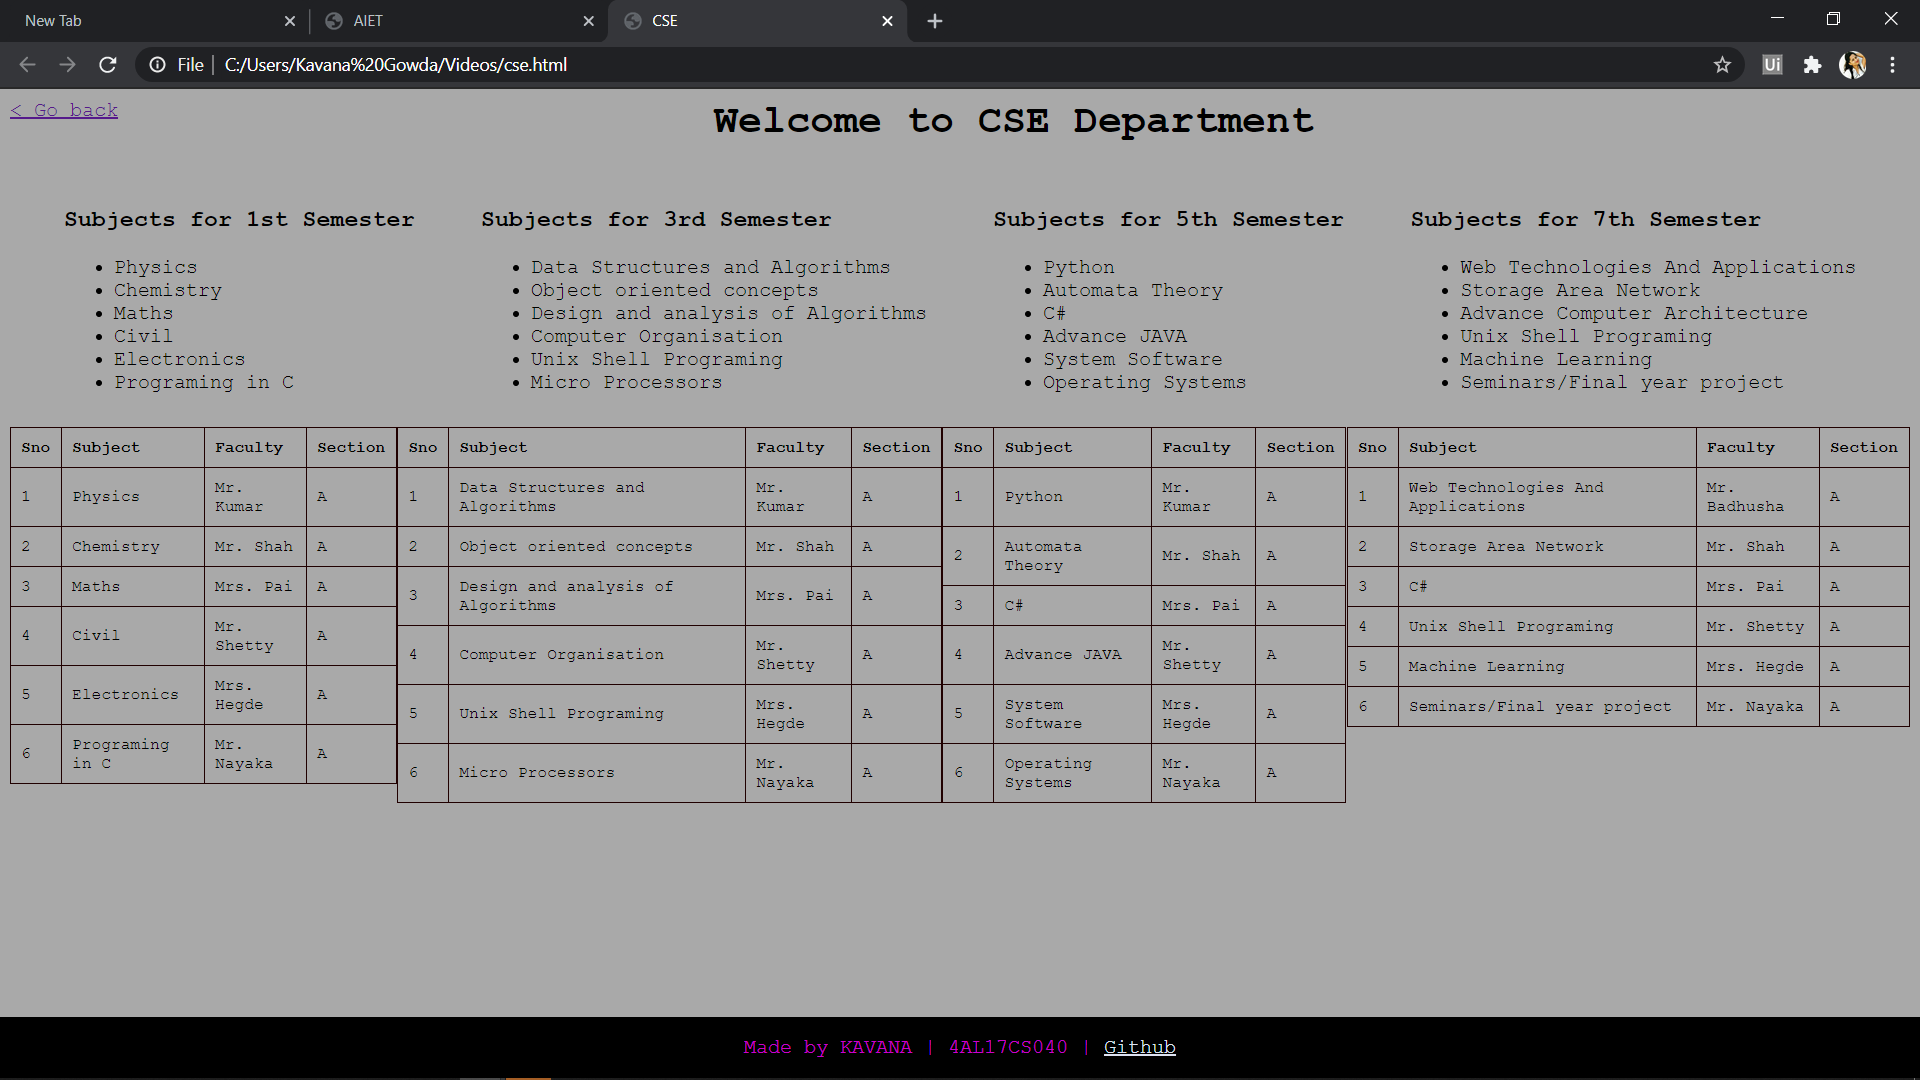 New Tab
AIET
CSE
File
C:/Users/Kavana%20Gowda/Videos/cse.html
Ui
< Go back
Welcome to CSE Department
Subjects for 1st Semester
Physics
Chemistry
Maths
Civil
Electronics
Programing in C
Subjects for 3rd Semester
Data Structures and Algorithms
Object oriented concepts
Design and analysis of Algorithms
Computer Organisation
Unix Shell Programing
Micro Processors
Subjects for 5th Semester
Python
Automata Theory
C#
Advance JAVA
System Software
Operating Systems
Subjects for 7th Semester
Web Technologies And Applications
Storage Area Network
Advance Computer Architecture
Unix Shell Programing
Machine Learning
Seminars/Final year project
Sno Subject Faculty Section
1 Physics Mr. Kumar A
2 Chemistry Mr. Shah A
3 Maths Mrs. Pai A
4 Civil Mr. Shetty A
5 Electronics Mrs. Hegde A
6 Programing in C Mr. Nayaka A
Sno Subject Faculty Section
1 Data Structures and Algorithms Mr. Kumar A
2 Object oriented concepts Mr. Shah A
3 Design and analysis of Algorithms Mrs. Pai A
4 Computer Organisation Mr. Shetty A
5 Unix Shell Programing Mrs. Hegde A
6 Micro Processors Mr. Nayaka A
Sno Subject Faculty Section
1 Python Mr. Kumar A
2 Automata Theory Mr. Shah A
3 C# Mrs. Pai A
4 Advance JAVA Mr. Shetty A
5 System Software Mrs. Hegde A
6 Operating Systems Mr. Nayaka A
Sno Subject Faculty Section
1 Web Technologies And Applications Mr. Badhusha A
2 Storage Area Network Mr. Shah A
3 C# Mrs. Pai A
4 Unix Shell Programing Mr. Shetty A
5 Machine Learning Mrs. Hegde A
6 Seminars/Final year project Mr. Nayaka A
Made by KAVANA | 4AL17CS040 | Github